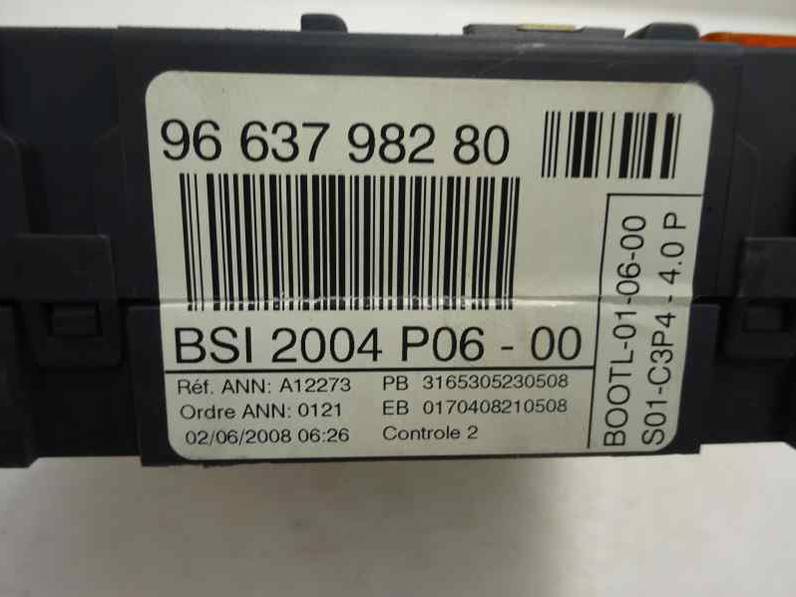 96 637 982 80
BSI 2004 P06 - 00
Réf. ANN: A12273 PB 3165305230508
Ordre ANN: 0121 EB 0170408210508
02/06/2008 06:26 Controle 2
BOOTL-01-06-00
S01-C3P4 - 4.0 P